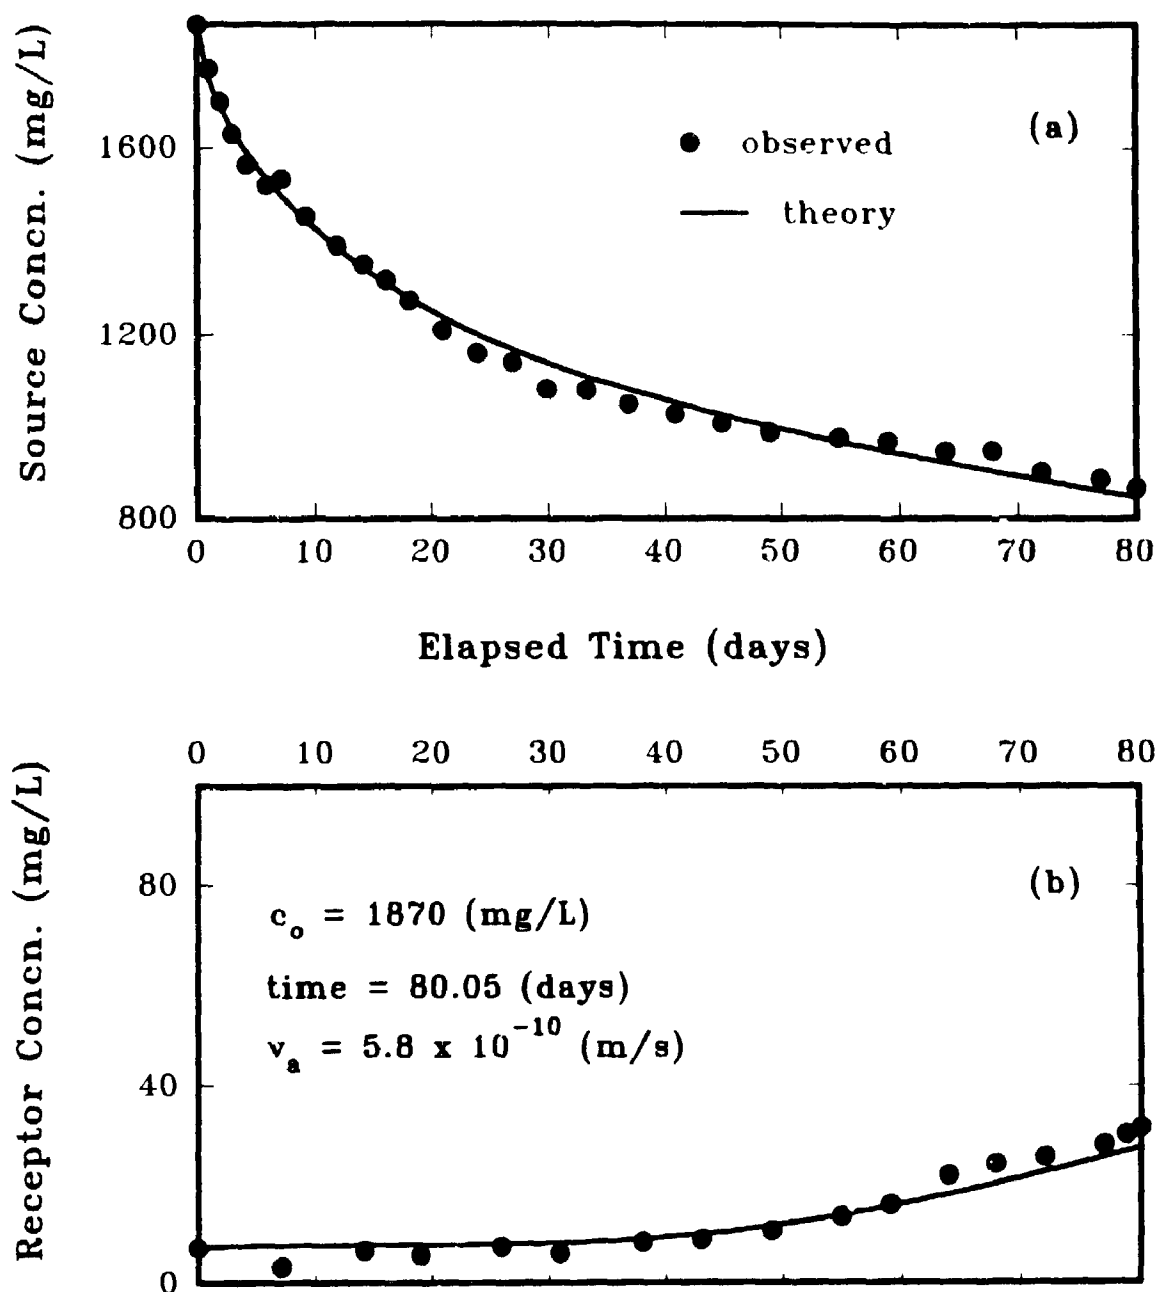 Source Concn. (mg/L)
1600
1200
800
(a)
observed
theory
0 10 20 30 40 50 60 70 80
Elapsed Time (days)
0 10 20 30 40 50 60 70 80
Receptor Concn. (mg/L)
80
40
0
(b)
c_o = 1870 (mg/L)
time = 80.05 (days)
v_a = 5.8 x 10^-10 (m/s)